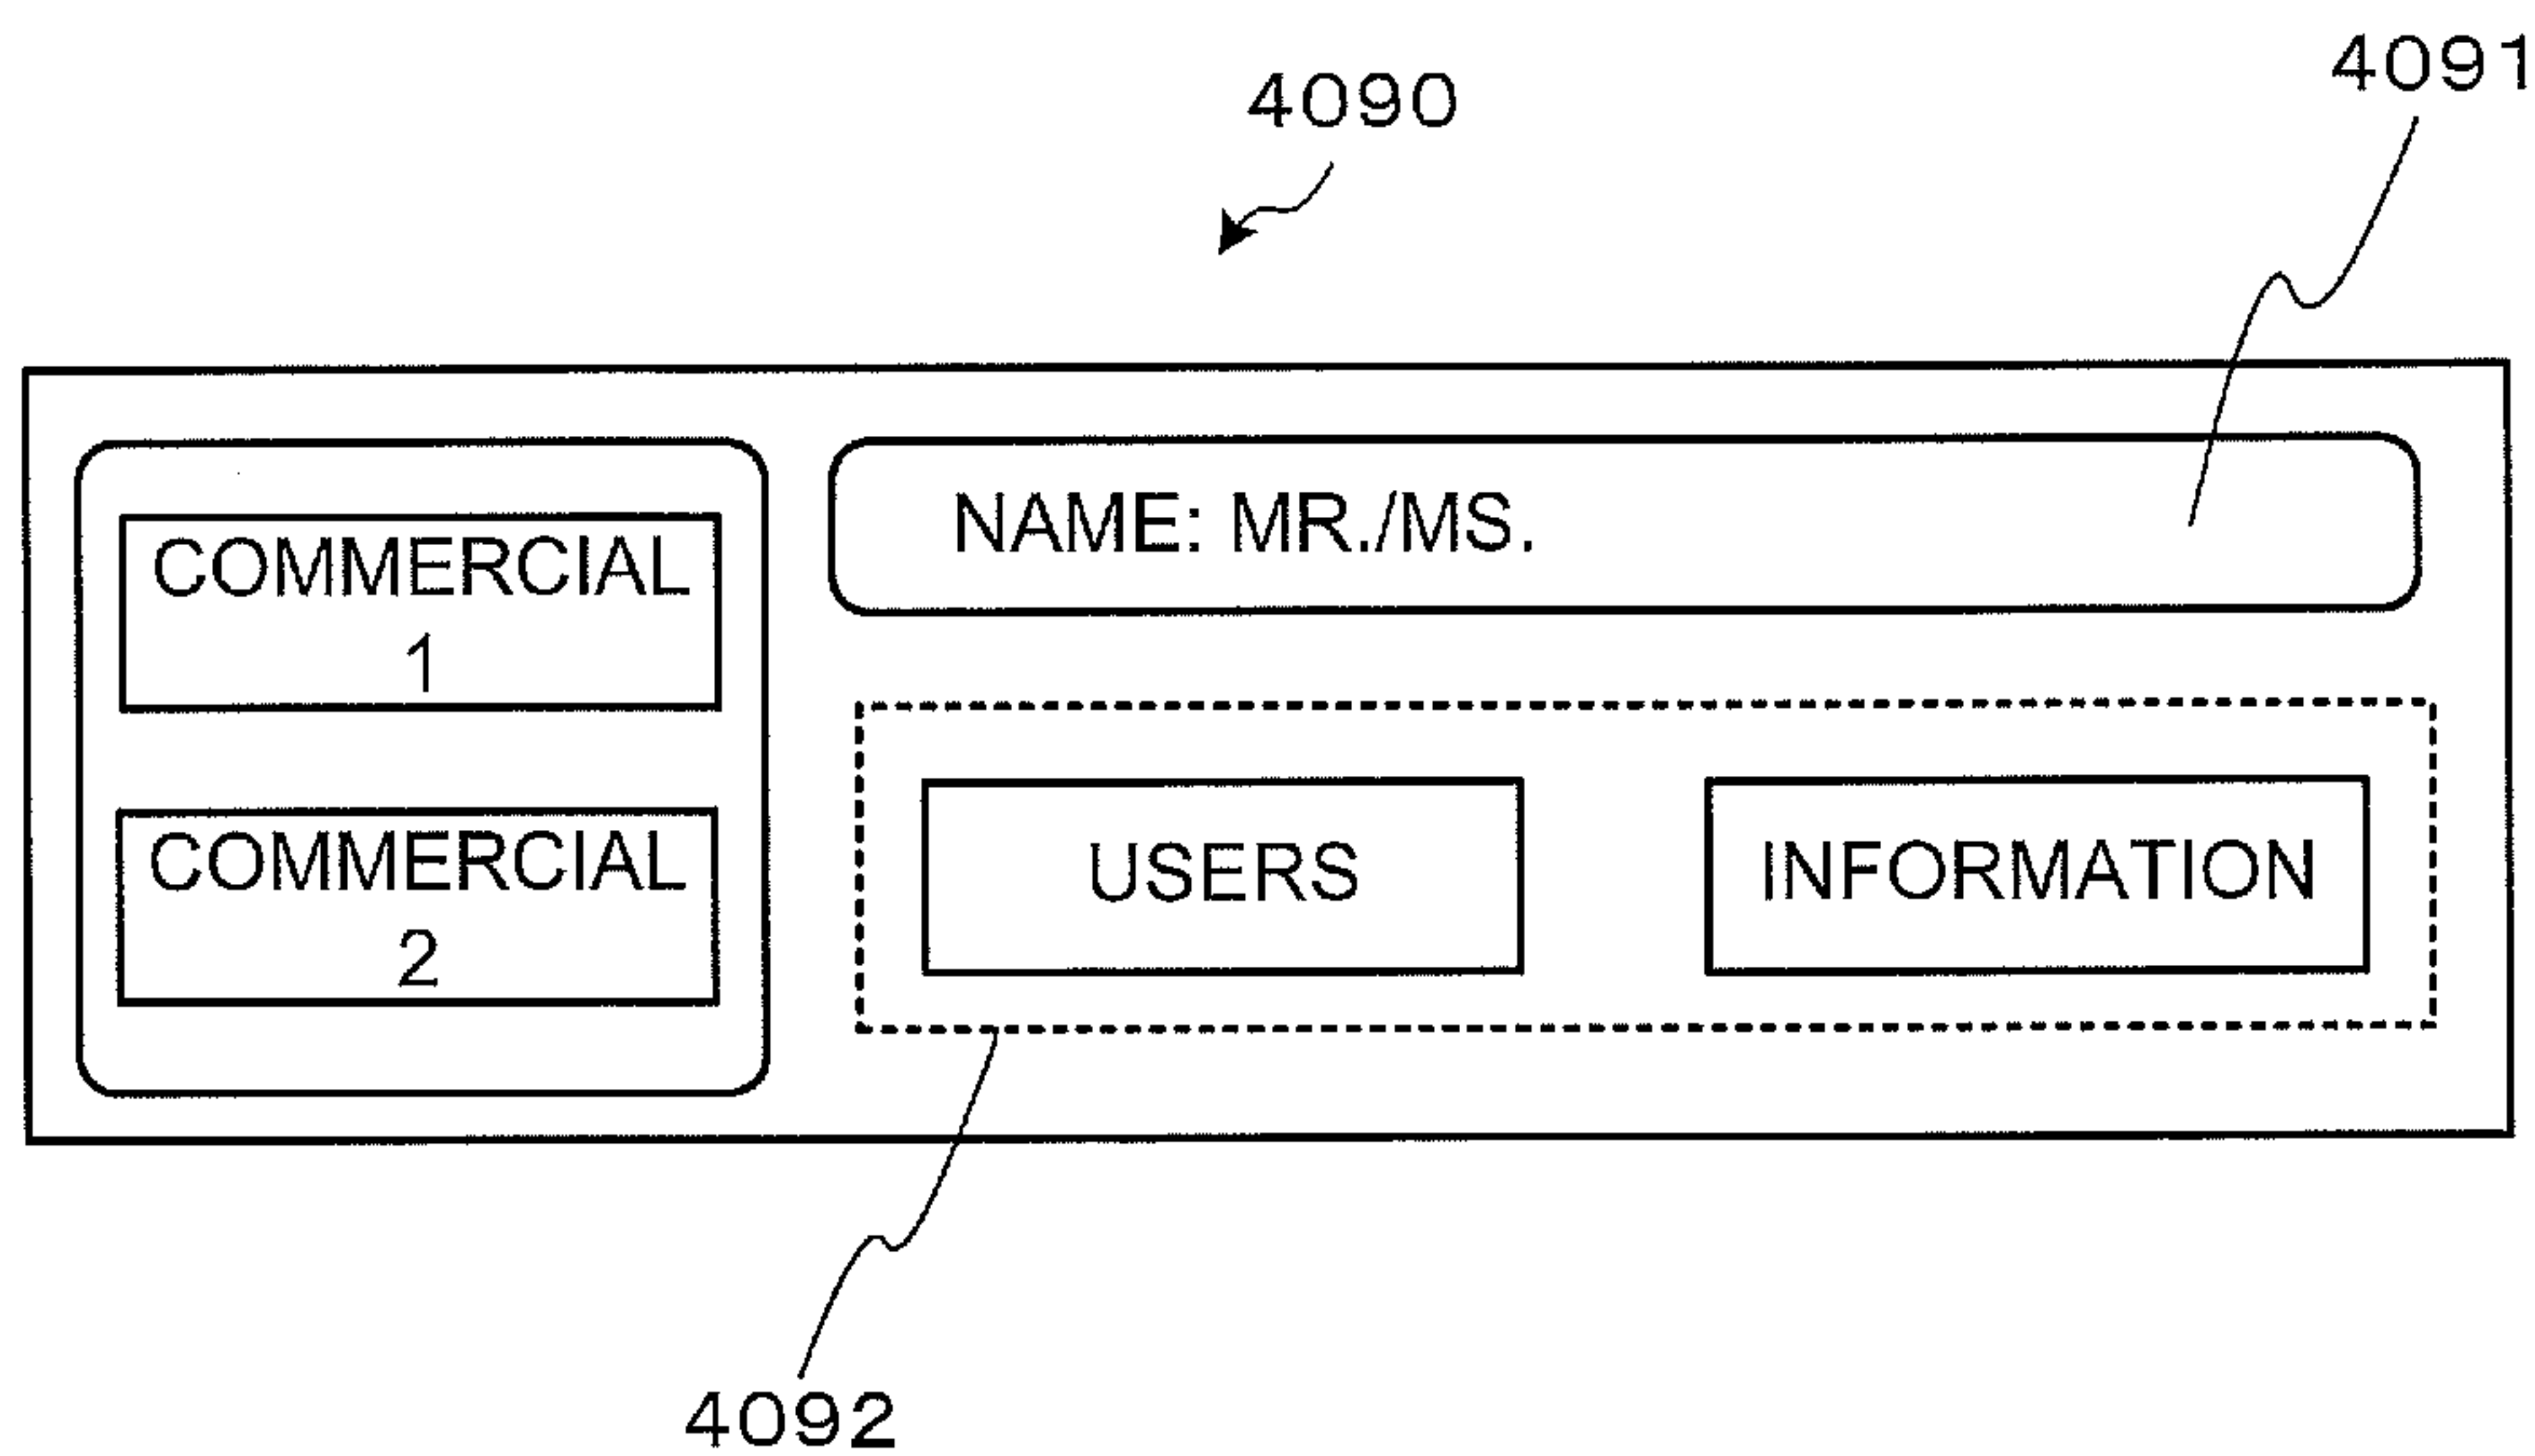 4090
4091
COMMERCIAL
1
COMMERCIAL
2
NAME: MR./MS.
USERS
INFORMATION
4092